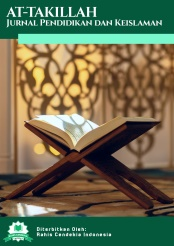 AT-TAKILLAH
JURNAL PENDIDIKAN DAN KEISLAMAN
Diterbitkan Oleh:
Rahis Cendekia Indonesia